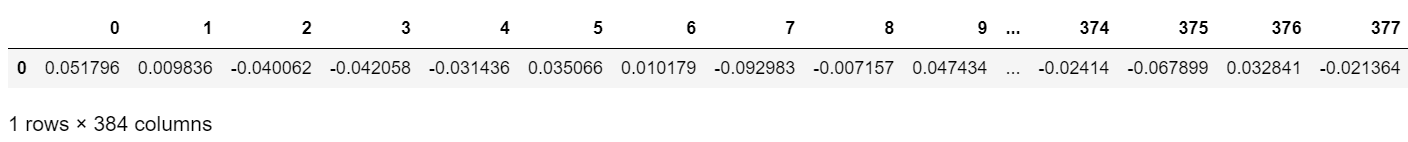 0 1 2 3 4 5 6 7 8 9 ... 374 375 376 377
0 0.051796 0.009836 -0.040062 -0.042058 -0.031436 0.035066 0.010179 -0.092983 -0.007157 0.047434 ... -0.02414 -0.067899 0.032841 -0.021364
1 rows × 384 columns